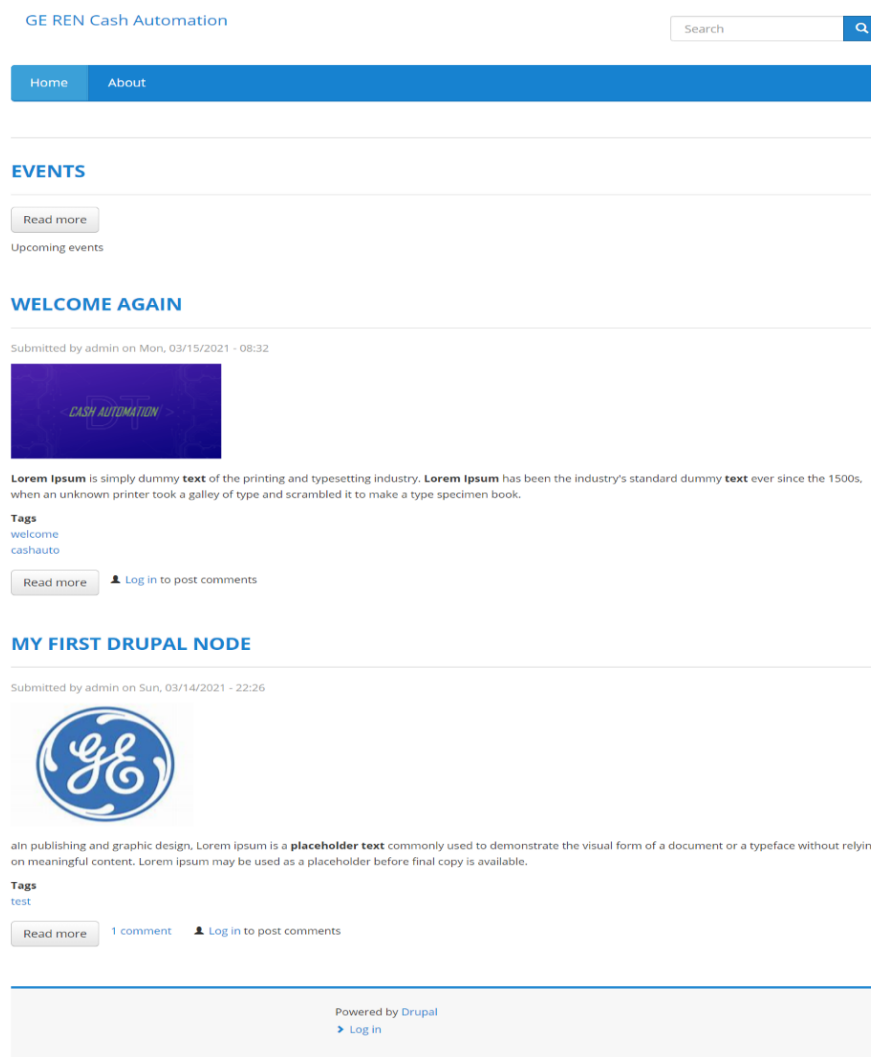 GE REN Cash Automation
Search
Home About
EVENTS
Read more
Upcoming events
WELCOME AGAIN
Submitted by admin on Mon, 03/15/2021 - 08:32
DT
< CASH AUTOMATION >
Lorem Ipsum is simply dummy text of the printing and typesetting industry. Lorem Ipsum has been the industry's standard dummy text ever since the 1500s,
when an unknown printer took a galley of type and scrambled it to make a type specimen book.
Tags
welcome
cashauto
Read more Log in to post comments
MY FIRST DRUPAL NODE
Submitted by admin on Sun, 03/14/2021 - 22:26
GE
aIn publishing and graphic design, Lorem ipsum is a placeholder text commonly used to demonstrate the visual form of a document or a typeface without relyin
on meaningful content. Lorem ipsum may be used as a placeholder before final copy is available.
Tags
test
Read more 1 comment Log in to post comments
Powered by Drupal
Log in